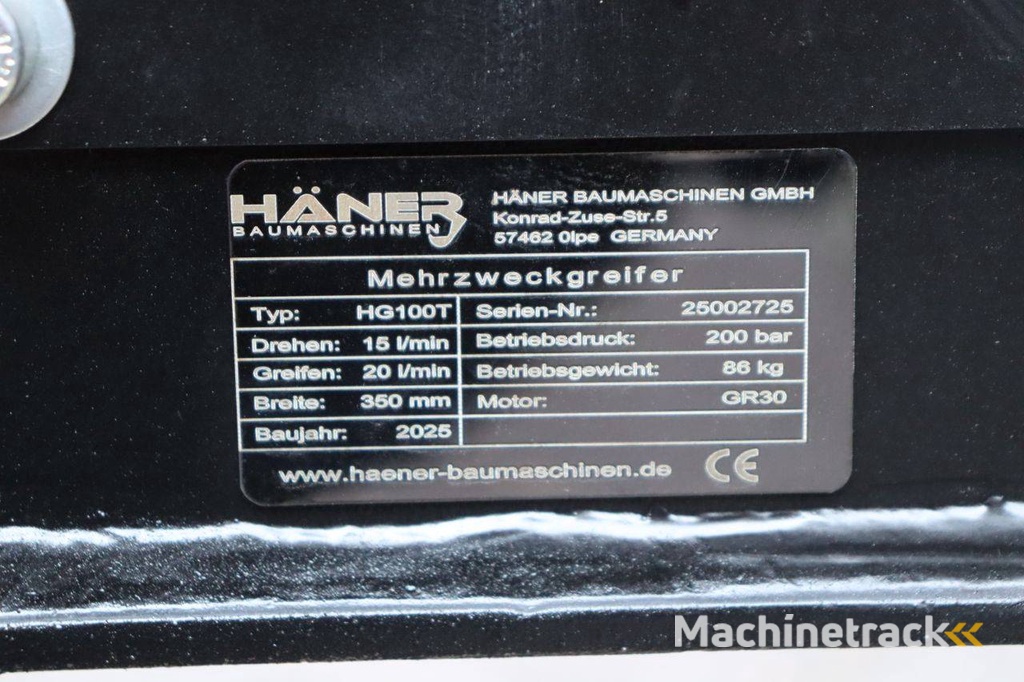 HÄNER
BAUMASCHINEN
HÄNER BAUMASCHINEN GMBH
Konrad-Zuse-Str.5
57462 Olpe GERMANY
Mehrzweckgreifer
Typ: HG100T Serien-Nr.: 25002725
Drehen: 15 l/min Betriebsdruck: 200 bar
Greifen: 20 l/min Betriebsgewicht: 86 kg
Breite: 350 mm Motor: GR30
Baujahr: 2025
www.haener-baumaschinen.de CE
Machinetrack